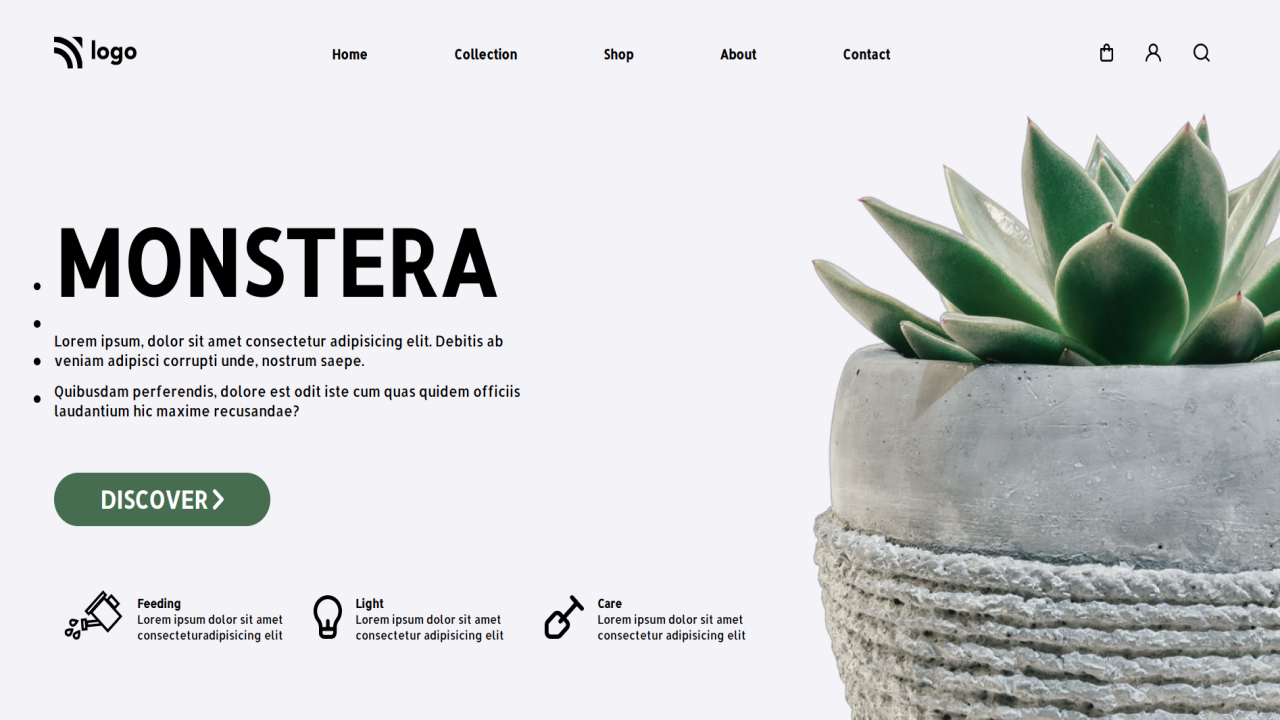 logo
Home
Collection
Shop
About
Contact
MONSTERA
Lorem ipsum, dolor sit amet consectetur adipisicing elit. Debitis ab
veniam adipisci corrupti unde, nostrum saepe.
Quibusdam perferendis, dolore est odit iste cum quas quidem officiis
laudantium hic maxime recusandae?
DISCOVER
Feeding
Lorem ipsum dolor sit amet
consecteturadipisicing elit
Light
Lorem ipsum dolor sit amet
consectetur adipisicing elit
Care
Lorem ipsum dolor sit amet
consectetur adipisicing elit